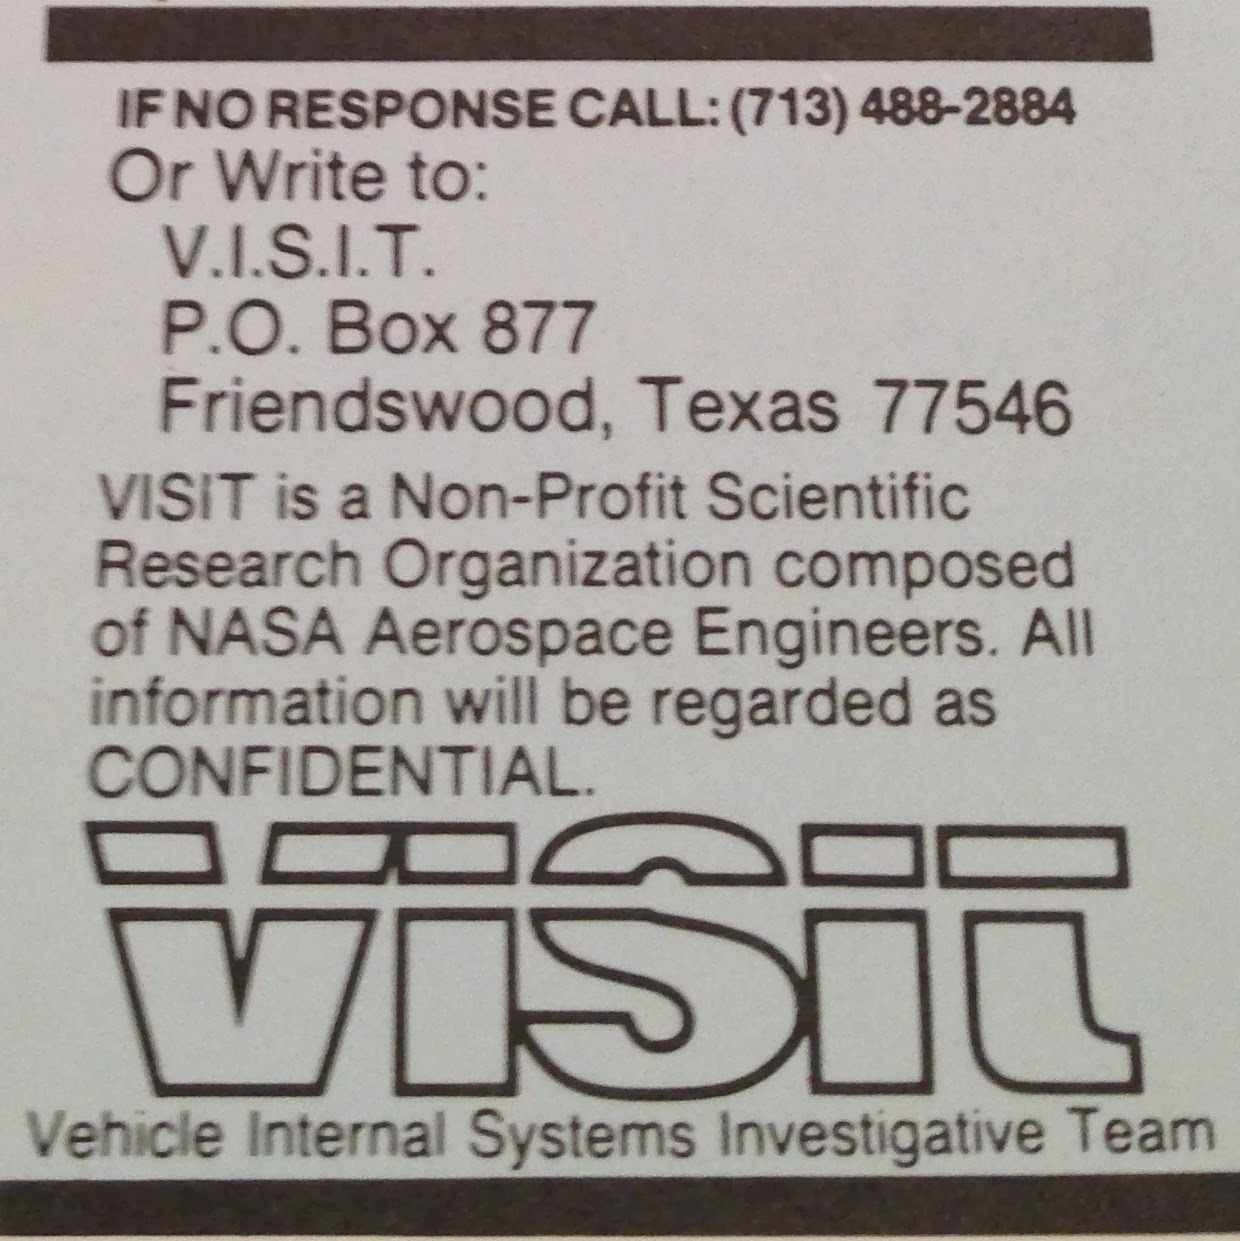 IF NO RESPONSE CALL: (713) 488-2884
Or Write to:
V.I.S.I.T.
P.O. Box 877
Friendswood, Texas 77546
VISIT is a Non-Profit Scientific
Research Organization composed
of NASA Aerospace Engineers. All
information will be regarded as
CONFIDENTIAL.
VISIT
Vehicle Internal Systems Investigative Team